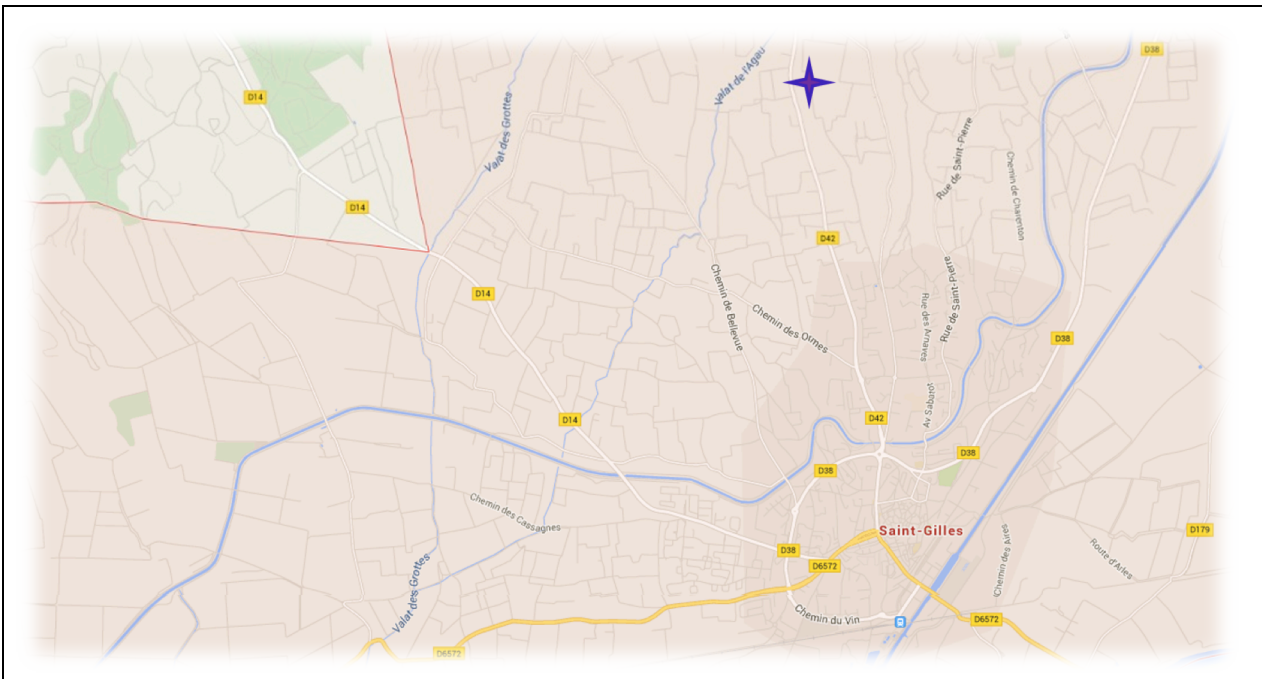 D38
Valat de l'Agau
D14
Valat des Grottes
Rue de Saint-Pierre
Chemin de Charenton
D14
D42
D14
Chemin de Bellevue
Rue de Saint-Pierre
Rue des Arnaves
Chemin des Ormes
D38
Av Sabatot
D14
D42
D38
D38
Chemin des Cassagnes
Saint-Gilles
D179
D38
Route d'Arles
Chemin des Aires
D6572
Valat des Grottes
Chemin du Vin
D6572
D6572